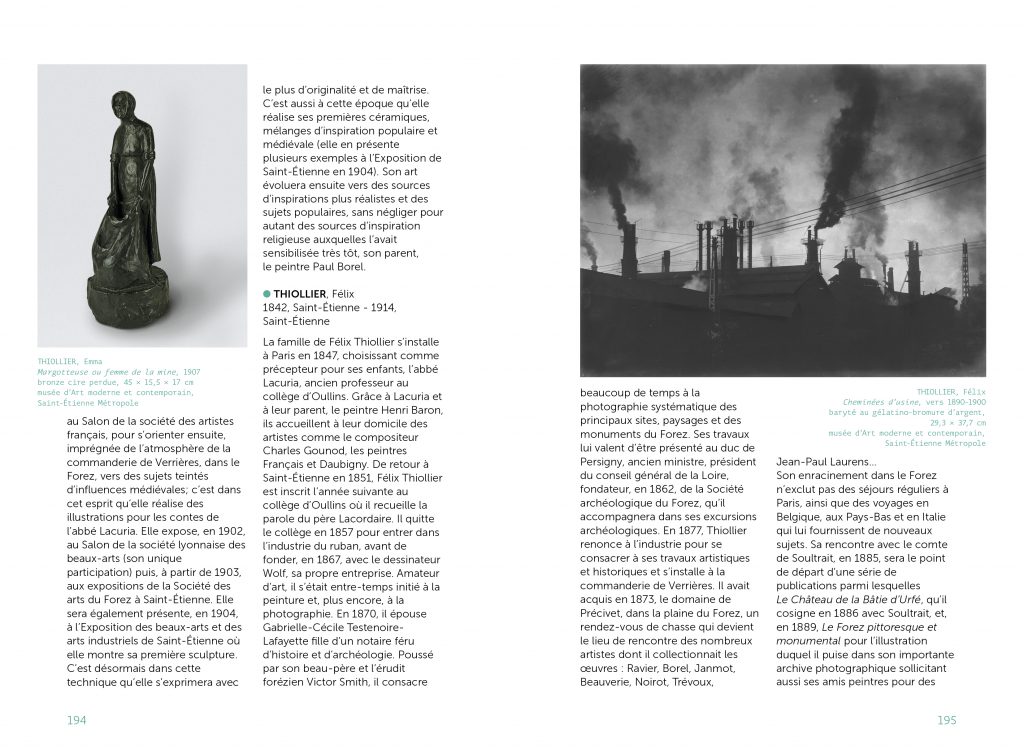 THIOLLIER, Emma
Margotteuse ou femme de la mine, 1907
bronze cire perdue, 45 × 15,5 × 17 cm
musée d'Art moderne et contemporain,
Saint-Étienne Métropole
au Salon de la société des artistes
français, pour s'orienter ensuite,
imprégnée de l'atmosphère de la
commanderie de Verrières, dans le
Forez, vers des sujets teintés
d'influences médiévales; c'est dans
cet esprit qu'elle réalise des
illustrations pour les contes de
l'abbé Lacuria. Elle expose, en 1902,
au Salon de la société lyonnaise des
beaux-arts (son unique
participation) puis, à partir de 1903,
aux expositions de la Société des
arts du Forez à Saint-Étienne. Elle
sera également présente, en 1904,
à l'Exposition des beaux-arts et des
arts industriels de Saint-Étienne où
elle montre sa première sculpture.
C'est désormais dans cette
technique qu'elle s'exprimera avec
le plus d'originalité et de maîtrise.
C'est aussi à cette époque qu'elle
réalise ses premières céramiques,
mélanges d'inspiration populaire et
médiévale (elle en présente
plusieurs exemples à l'Exposition de
Saint-Étienne en 1904). Son art
évoluera ensuite vers des sources
d'inspirations plus réalistes et des
sujets populaires, sans négliger pour
autant des sources d'inspiration
religieuse auxquelles l'avait
sensibilisée très tôt, son parent,
le peintre Paul Borel.
● THIOLLIER, Félix
1842, Saint-Étienne - 1914,
Saint-Étienne
La famille de Félix Thiollier s'installe
à Paris en 1847, choisissant comme
précepteur pour ses enfants, l'abbé
Lacuria, ancien professeur au
collège d'Oullins. Grâce à Lacuria et
à leur parent, le peintre Henri Baron,
ils accueillent à leur domicile des
artistes comme le compositeur
Charles Gounod, les peintres
Français et Daubigny. De retour à
Saint-Étienne en 1851, Félix Thiollier
est inscrit l'année suivante au
collège d'Oullins où il recueille la
parole du père Lacordaire. Il quitte
le collège en 1857 pour entrer dans
l'industrie du ruban, avant de
fonder, en 1867, avec le dessinateur
Wolf, sa propre entreprise. Amateur
d'art, il s'était entre-temps initié à la
peinture et, plus encore, à la
photographie. En 1870, il épouse
Gabrielle-Cécile Testenoire-
Lafayette fille d'un notaire féru
d'histoire et d'archéologie. Poussé
par son beau-père et l'érudit
forézien Victor Smith, il consacre
194
beaucoup de temps à la
photographie systématique des
principaux sites, paysages et des
monuments du Forez. Ses travaux
lui valent d'être présenté au duc de
Persigny, ancien ministre, président
du conseil général de la Loire,
fondateur, en 1862, de la Société
archéologique du Forez, qu'il
accompagnera dans ses excursions
archéologiques. En 1877, Thiollier
renonce à l'industrie pour se
consacrer à ses travaux artistiques
et historiques et s'installe à la
commanderie de Verrières. Il avait
acquis en 1873, le domaine de
Précivet, dans la plaine du Forez, un
rendez-vous de chasse qui devient
le lieu de rencontre des nombreux
artistes dont il collectionnait les
œuvres : Ravier, Borel, Janmot,
Beauverie, Noirot, Trévoux,
THIOLLIER, Félix
Cheminées d'usine, vers 1890-1900
baryté au gélatino-bromure d'argent,
29,3 × 37,7 cm
musée d'Art moderne et contemporain,
Saint-Étienne Métropole
Jean-Paul Laurens…
Son enracinement dans le Forez
n'exclut pas des séjours réguliers à
Paris, ainsi que des voyages en
Belgique, aux Pays-Bas et en Italie
qui lui fournissent de nouveaux
sujets. Sa rencontre avec le comte
de Soultrait, en 1885, sera le point
de départ d'une série de
publications parmi lesquelles
Le Château de la Bâtie d'Urfé, qu'il
cosigne en 1886 avec Soultrait, et,
en 1889, Le Forez pittoresque et
monumental pour l'illustration
duquel il puise dans son importante
archive photographique sollicitant
aussi ses amis peintres pour des
195